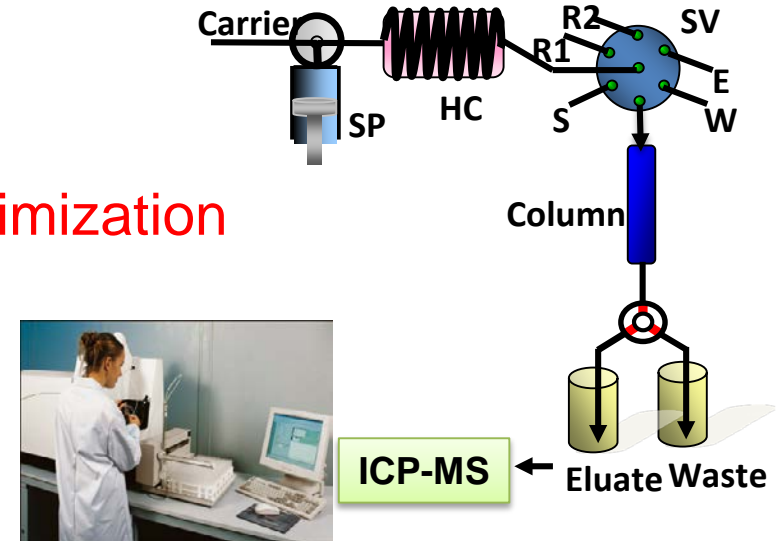 Carrier
R2
SV
R1
E
HC
SP
S
W
imization
Column
ICP-MS
Eluate
Waste